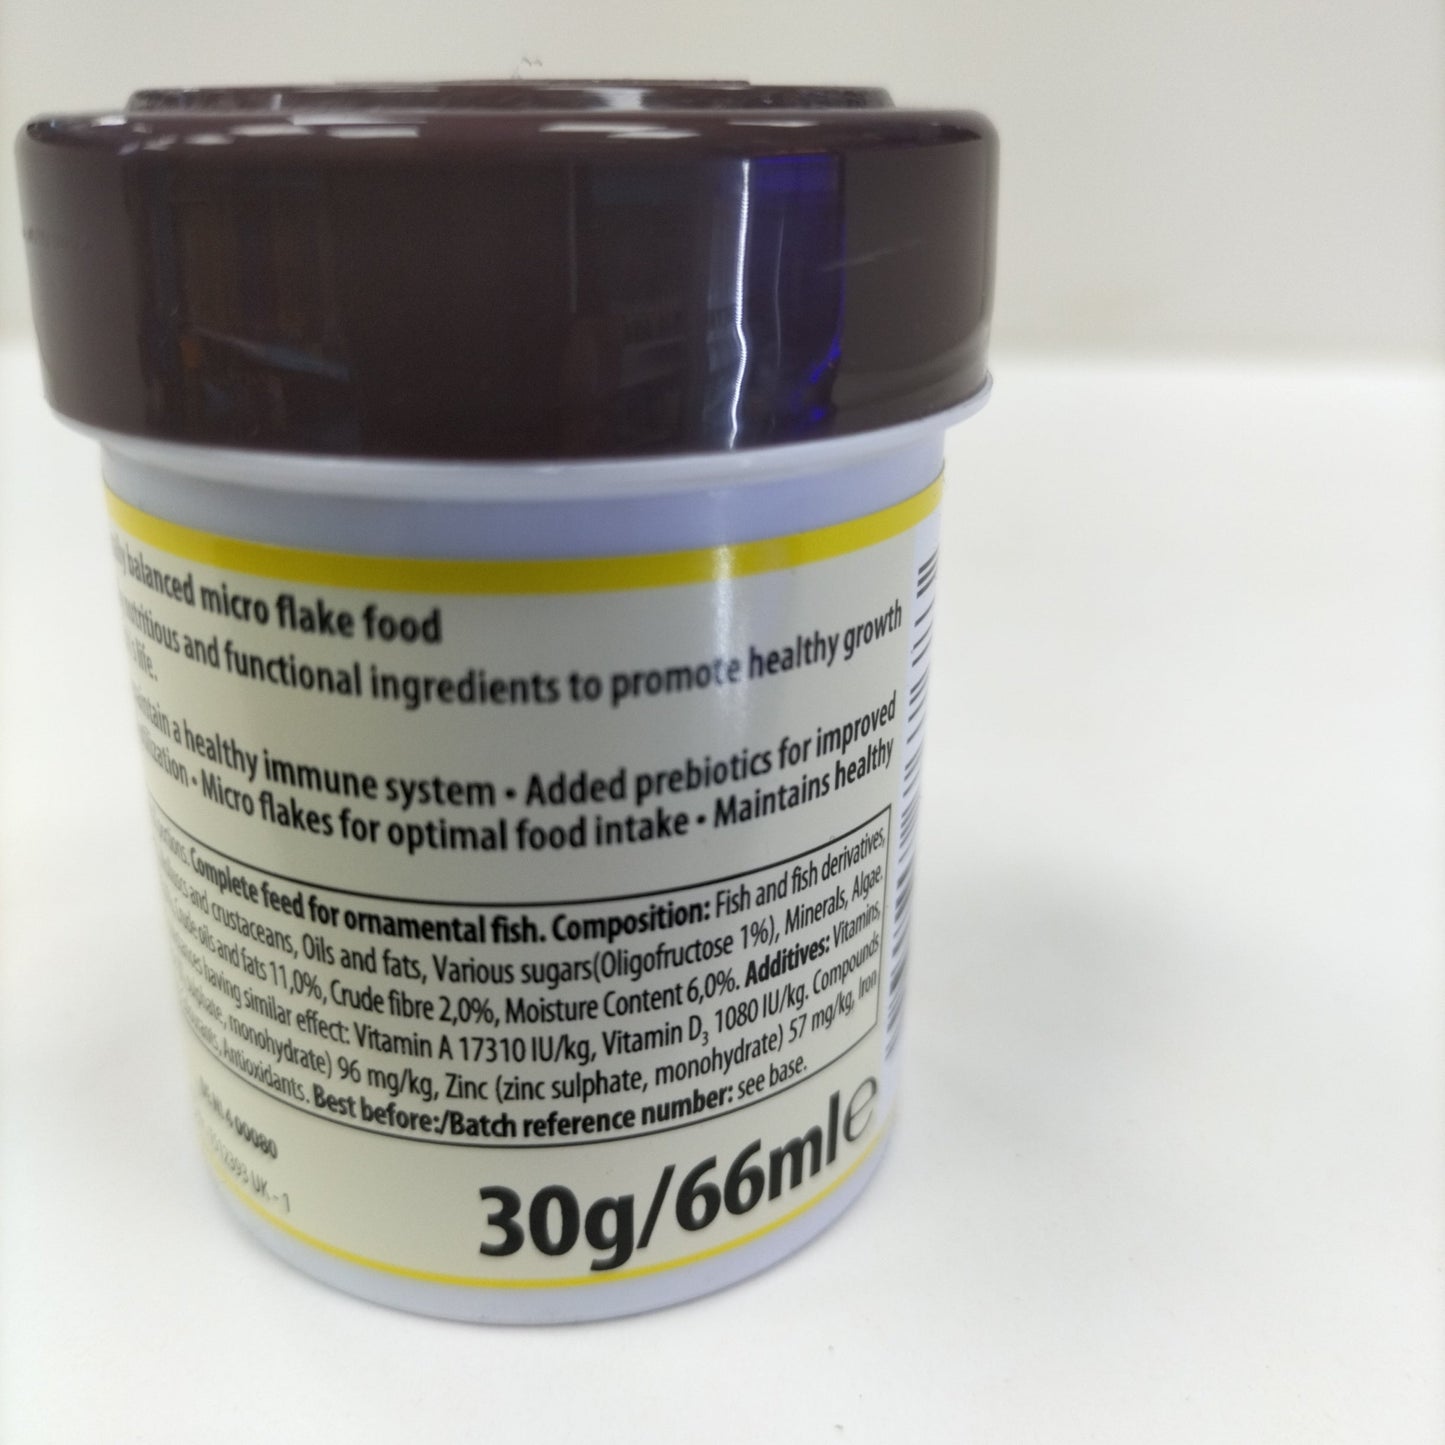 balanced micro flake food
nutritious and functional ingredients to promote healthy growth
life.
maintain a healthy immune system • Added prebiotics for improved
• Micro flakes for optimal food intake • Maintains healthy
Complete feed for ornamental fish. Composition: Fish and fish derivatives,
and crustaceans, Oils and fats, Various sugars(Oligofructose 1%), Minerals, Algae.
Crude oils and fats 11,0%, Crude fibre 2,0%, Moisture Content 6,0%. Additives: Vitamins,
having similar effect: Vitamin A 17310 IU/kg, Vitamin D3 1080 IU/kg. Compounds
monohydrate) 96 mg/kg, Zinc (zinc sulphate, monohydrate) 57 mg/kg, Iron
Antioxidants. Best before:/Batch reference number: see base.
00080
UK - 1
30g/66ml e